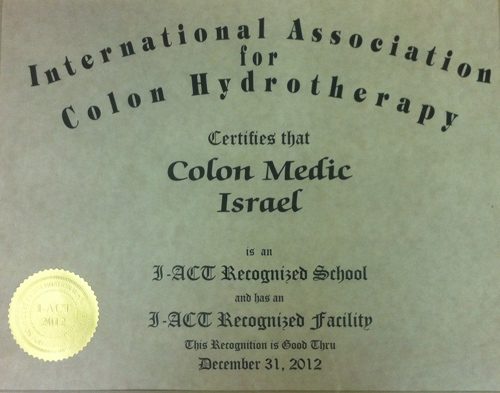 International Association
for
Colon Hydrotherapy
Certifies that
Colon Medic
Israel
is an
I-ACT Recognized School
and has an
I-ACT Recognized Facility
This Recognition is Good Thru
December 31, 2012
I-ACT
2012